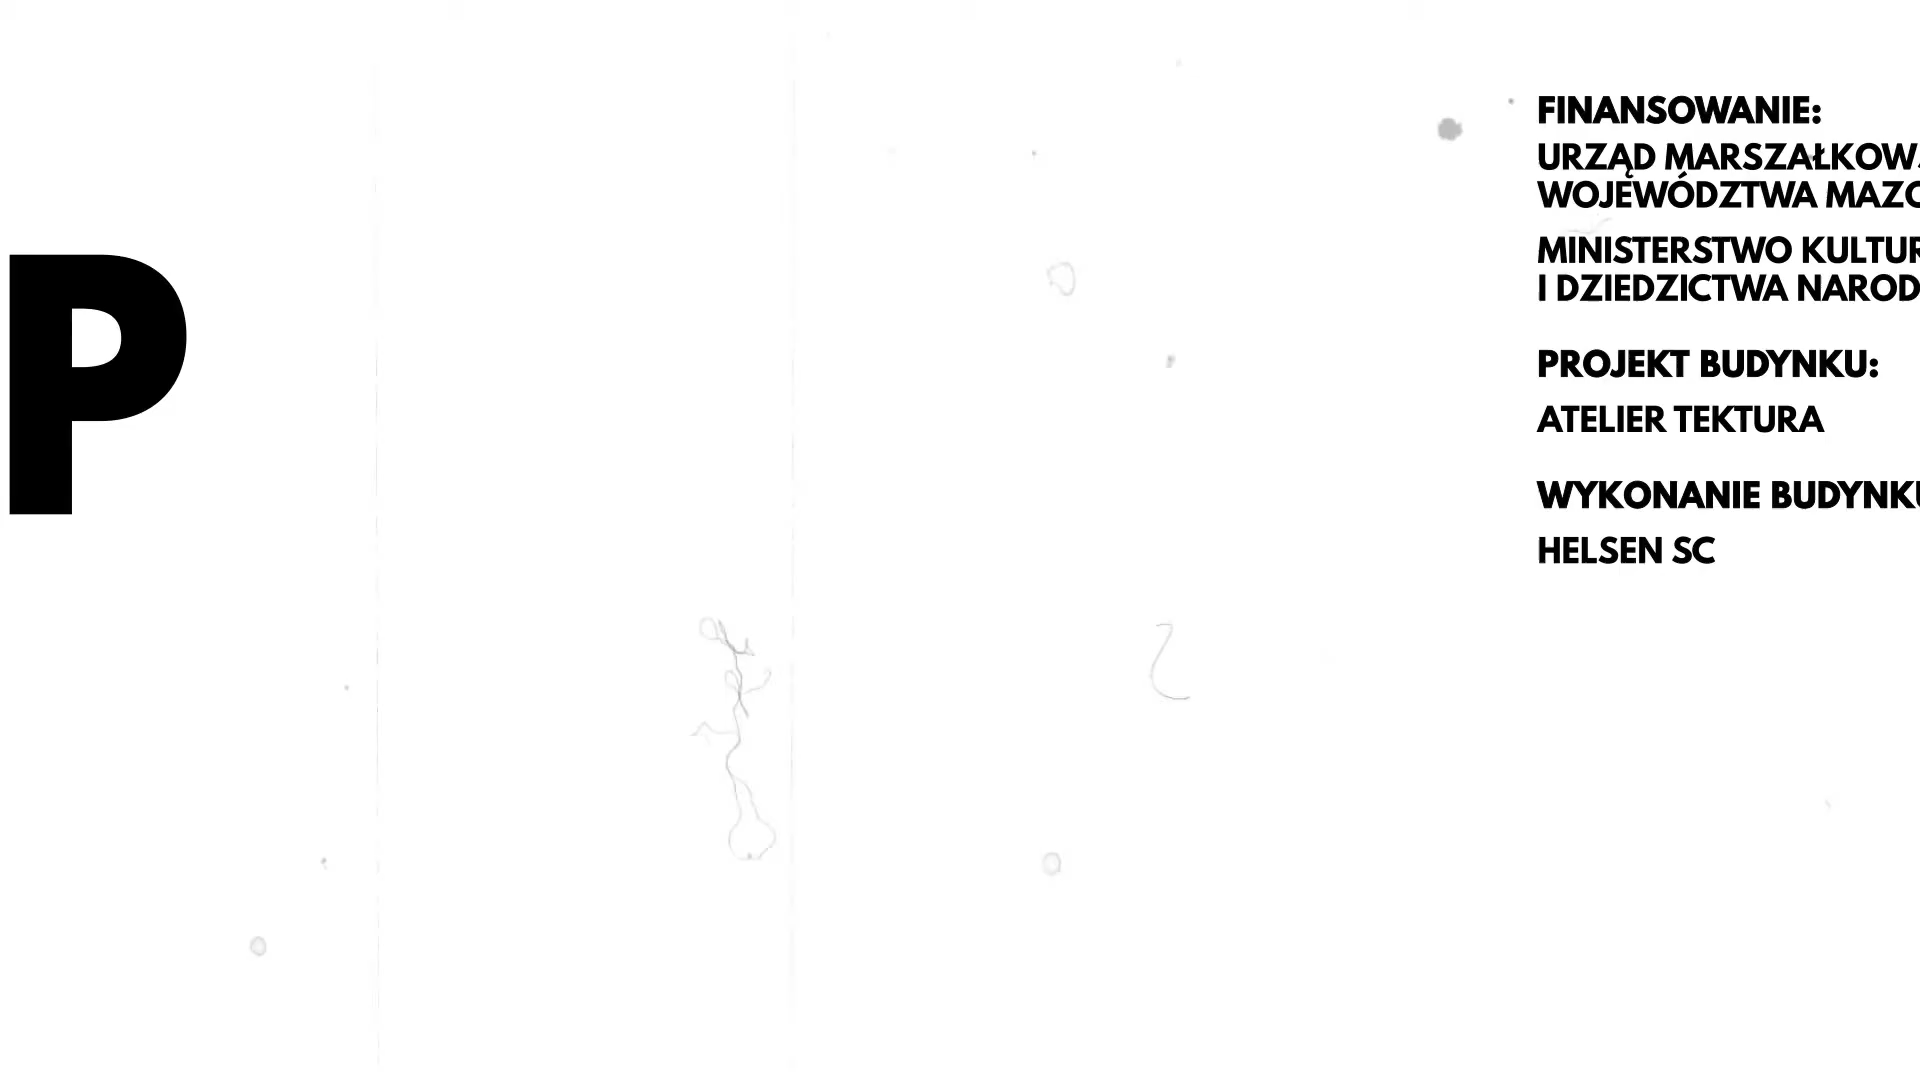 P
FINANSOWANIE:
URZĄD MARSZAŁKOW
WOJEWÓDZTWA MAZO
MINISTERSTWO KULTUR
I DZIEDZICTWA NAROD
PROJEKT BUDYNKU:
ATELIER TEKTURA
WYKONANIE BUDYNKU
HELSEN SC